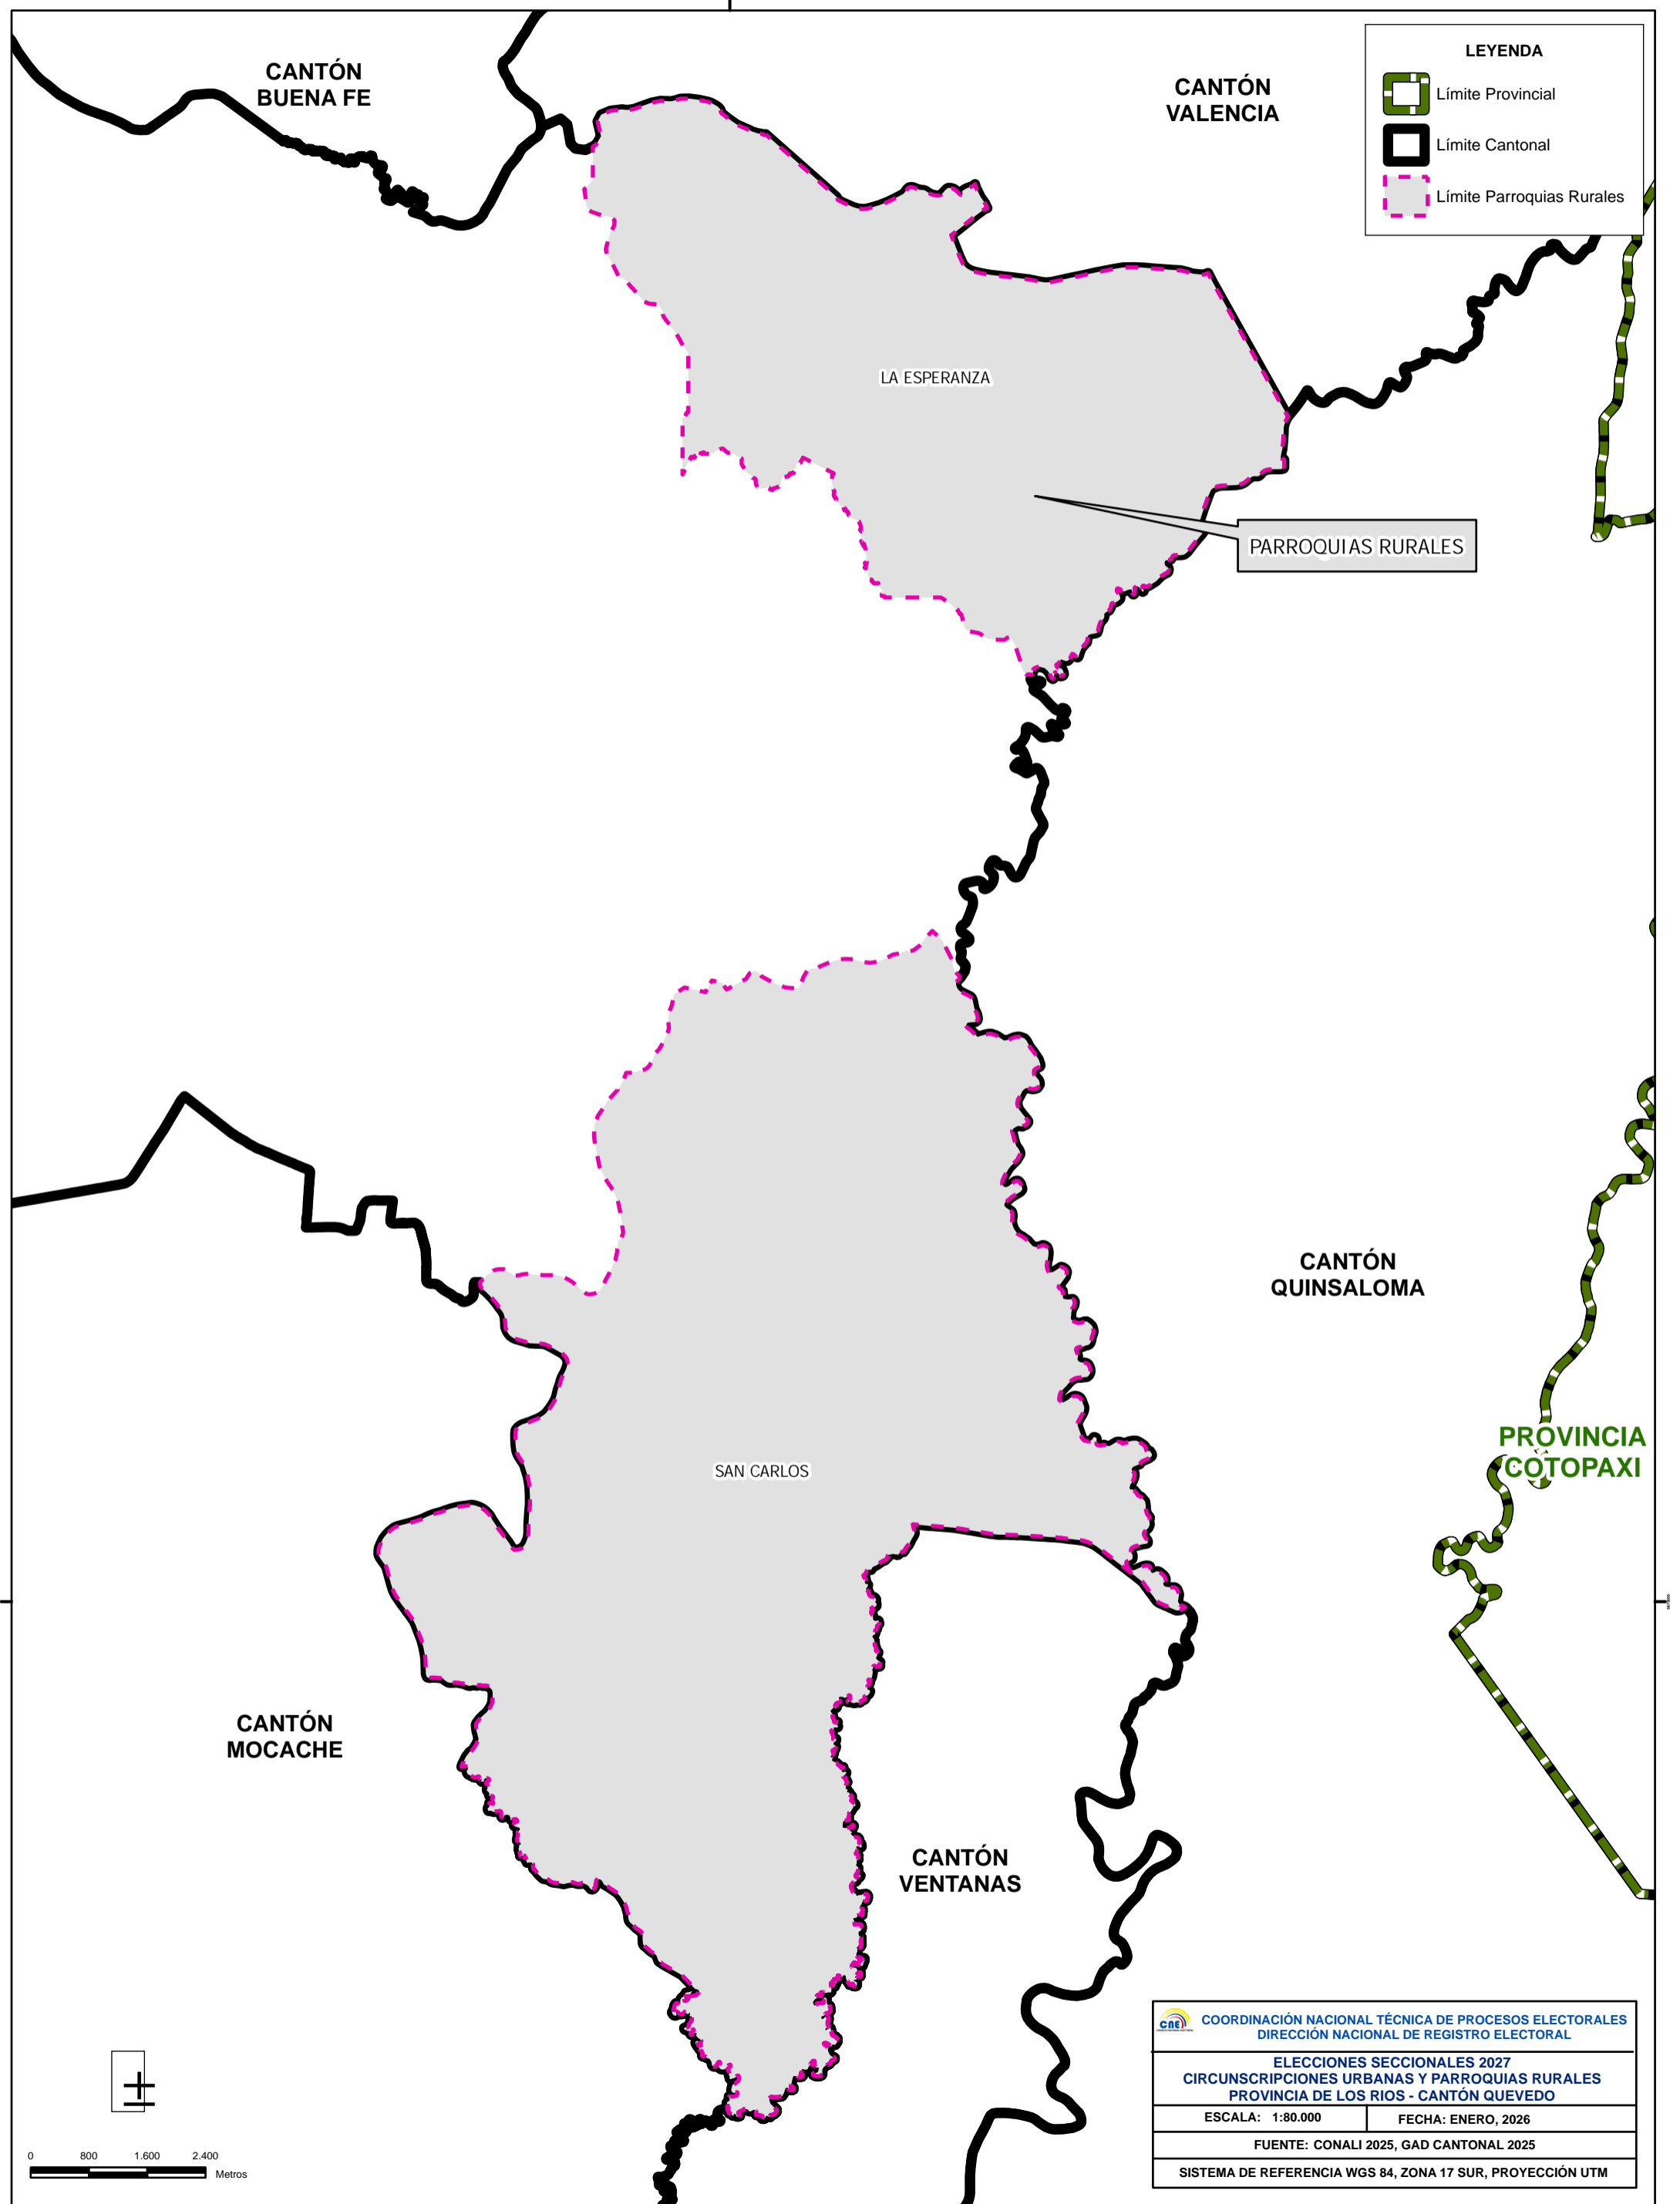 CANTÓN
BUENA FE
CANTÓN
VALENCIA
LEYENDA
Límite Provincial
Límite Cantonal
Límite Parroquias Rurales
LA ESPERANZA
PARROQUIAS RURALES
CANTÓN
QUINSALOMA
PROVINCIA
COTOPAXI
SAN CARLOS
CANTÓN
MOCACHE
CANTÓN
VENTANAS
cne
COORDINACIÓN NACIONAL TÉCNICA DE PROCESOS ELECTORALES
DIRECCIÓN NACIONAL DE REGISTRO ELECTORAL
ELECCIONES SECCIONALES 2027
CIRCUNSCRIPCIONES URBANAS Y PARROQUIAS RURALES
PROVINCIA DE LOS RIOS - CANTÓN QUEVEDO
ESCALA: 1:80.000
FECHA: ENERO, 2026
FUENTE: CONALI 2025, GAD CANTONAL 2025
SISTEMA DE REFERENCIA WGS 84, ZONA 17 SUR, PROYECCIÓN UTM
0 800 1.600 2.400
Metros